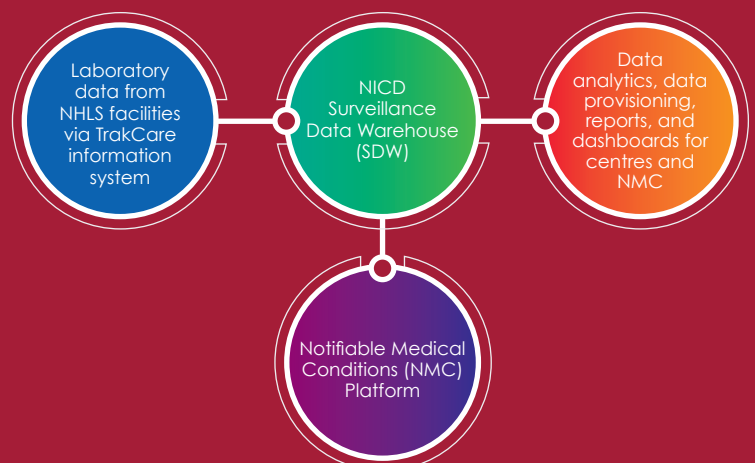 Laboratory
data from
NHLS facilities
via TrakCare
information
system
NICD
Surveillance
Data Warehouse
(SDW)
Data
analytics, data
provisioning,
reports, and
dashboards for
centres and
NMC
Notifiable Medical
Conditions (NMC)
Platform